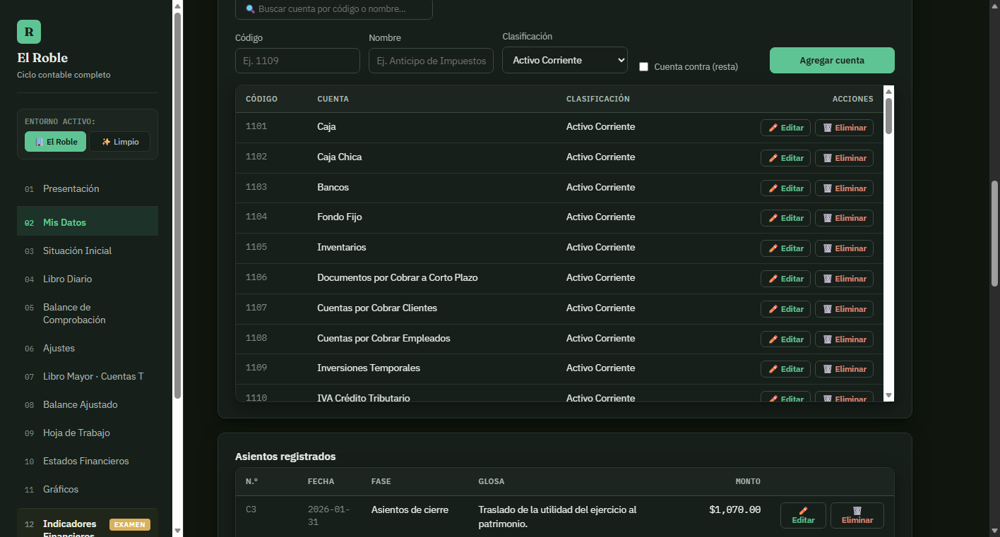 R
El Roble
Ciclo contable completo
ENTORNO ACTIVO:
El Roble
Limpio
01 Presentación
02 Mis Datos
03 Situación Inicial
04 Libro Diario
05 Balance de
Comprobación
06 Ajustes
07 Libro Mayor · Cuentas T
08 Balance Ajustado
09 Hoja de Trabajo
10 Estados Financieros
11 Gráficos
12 Indicadores EXAMEN
Financieros
Buscar cuenta por código o nombre...
Código Nombre Clasificación
Ej. 1109 Ej. Anticipo de Impuestos Activo Corriente Cuenta contra (resta) Agregar cuenta
CÓDIGO CUENTA CLASIFICACIÓN ACCIONES
1101 Caja Activo Corriente Editar Eliminar
1102 Caja Chica Activo Corriente Editar Eliminar
1103 Bancos Activo Corriente Editar Eliminar
1104 Fondo Fijo Activo Corriente Editar Eliminar
1105 Inventarios Activo Corriente Editar Eliminar
1106 Documentos por Cobrar a Corto Plazo Activo Corriente Editar Eliminar
1107 Cuentas por Cobrar Clientes Activo Corriente Editar Eliminar
1108 Cuentas por Cobrar Empleados Activo Corriente Editar Eliminar
1109 Inversiones Temporales Activo Corriente Editar Eliminar
1110 IVA Crédito Tributario Activo Corriente Editar Eliminar
Asientos registrados
N.º FECHA FASE GLOSA MONTO
C3 2026-01- Asientos de cierre Traslado de la utilidad del ejercicio al $1,070.00 Editar Eliminar
31 patrimonio.